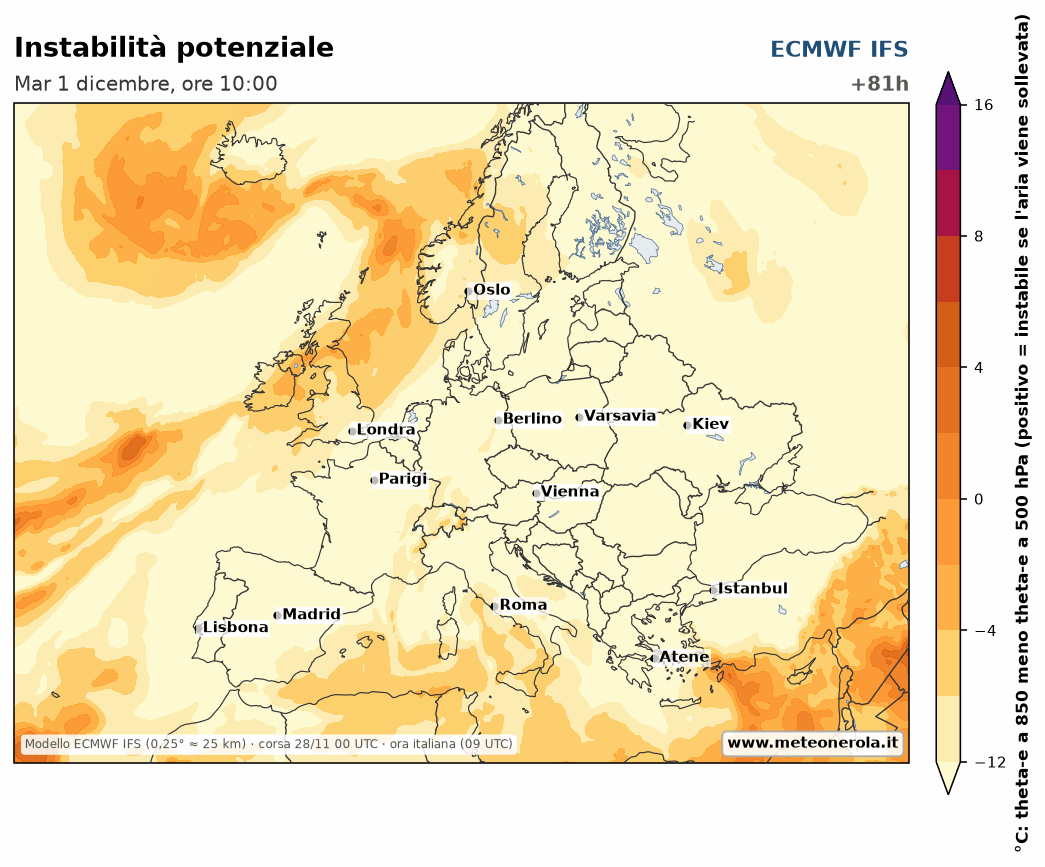 Instabilità potenziale
ECMWF IFS
Mar 1 dicembre, ore 10:00
+81h
Oslo
Berlino
Varsavia
Kiev
Londra
Parigi
Vienna
Istanbul
Roma
Madrid
Lisbona
Atene
Modello ECMWF IFS (0,25° ≈ 25 km) · corsa 28/11 00 UTC · ora italiana (09 UTC)
www.meteonerola.it
16
8
4
0
−4
−12
°C: theta-e a 850 meno theta-e a 500 hPa (positivo = instabile se l'aria viene sollevata)